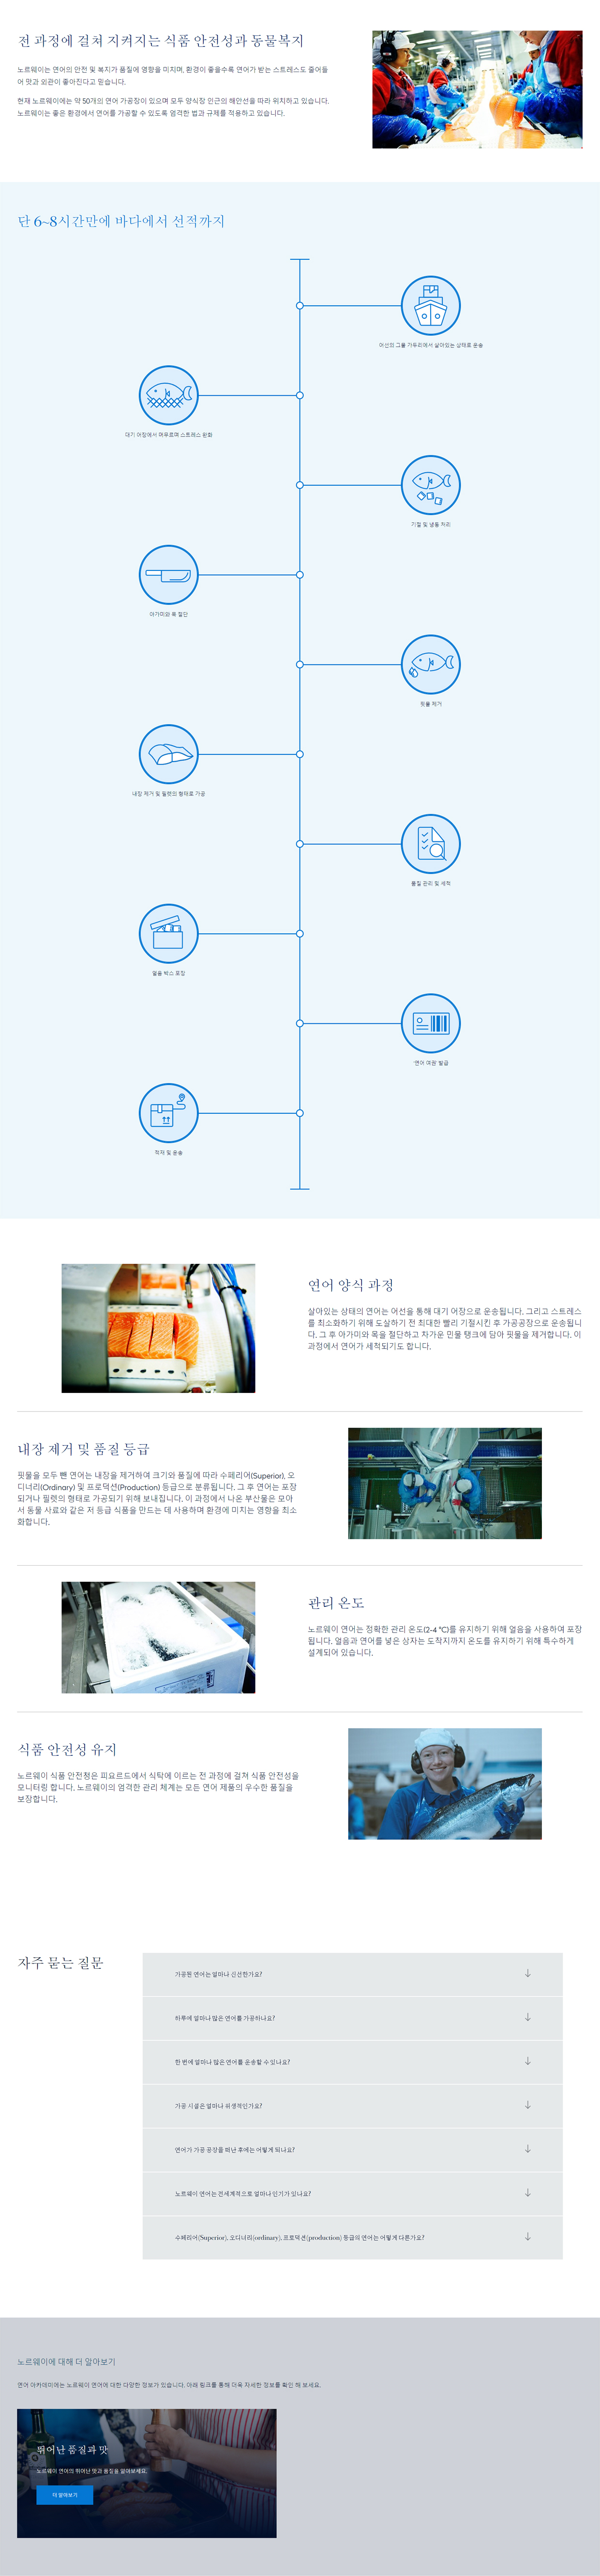 전 과정에 걸쳐 지켜지는 식품 안전성과 동물복지
노르웨이는 연어의 안전 및 복지가 품질에 영향을 미치며, 환경이 좋을수록 연어가 받는 스트레스도 줄어들
어 맛과 외관이 좋아진다고 믿습니다.
현재 노르웨이에는 약 50개의 연어 가공장이 있으며 모두 양식장 인근의 해안선을 따라 위치하고 있습니다.
노르웨이는 좋은 환경에서 연어를 가공할 수 있도록 엄격한 법과 규제를 적용하고 있습니다.
단 6~8시간만에 바다에서 선적까지
어선의 그물 가두리에서 살아있는 상태로 운송
대기 어장에서 머무르며 스트레스 완화
기절 및 냉동 처리
아가미와 목 절단
핏물 제거
내장 제거 및 필렛의 형태로 가공
품질 관리 및 세척
얼음 박스 포장
'연어 여권' 발급
적재 및 운송
연어 양식 과정
살아있는 상태의 연어는 어선을 통해 대기 어장으로 운송됩니다. 그리고 스트레스
를 최소화하기 위해 도살하기 전 최대한 빨리 기절시킨 후 가공공장으로 운송됩니
다. 그 후 아가미와 목을 절단하고 차가운 민물 탱크에 담아 핏물을 제거합니다. 이
과정에서 연어가 세척되기도 합니다.
내장 제거 및 품질 등급
핏물을 모두 뺀 연어는 내장을 제거하여 크기와 품질에 따라 수페리어(Superior), 오
디너리(Ordinary) 및 프로덕션(Production) 등급으로 분류됩니다. 그 후 연어는 포장
되거나 필렛의 형태로 가공되기 위해 보내집니다. 이 과정에서 나온 부산물은 모아
서 동물 사료와 같은 저 등급 식품을 만드는 데 사용하며 환경에 미치는 영향을 최소
화합니다.
관리 온도
노르웨이 연어는 정확한 관리 온도(2-4 °C)를 유지하기 위해 얼음을 사용하여 포장
됩니다. 얼음과 연어를 넣은 상자는 도착지까지 온도를 유지하기 위해 특수하게
설계되어 있습니다.
식품 안전성 유지
노르웨이 식품 안전청은 피요르드에서 식탁에 이르는 전 과정에 걸쳐 식품 안전성을
모니터링 합니다. 노르웨이의 엄격한 관리 체계는 모든 연어 제품의 우수한 품질을
보장합니다.
자주 묻는 질문
가공된 연어는 얼마나 신선한가요?
하루에 얼마나 많은 연어를 가공하나요?
한 번에 얼마나 많은 연어를 운송할 수 있나요?
가공 시설은 얼마나 위생적인가요?
연어가 가공 공장을 떠난 후에는 어떻게 되나요?
노르웨이 연어는 전세계적으로 얼마나 인기가 있나요?
수페리어(Superior), 오디너리(ordinary), 프로덕션(production) 등급의 연어는 어떻게 다른가요?
노르웨이에 대해 더 알아보기
연어 아카데미에는 노르웨이 연어에 대한 다양한 정보가 있습니다. 아래 링크를 통해 더욱 자세한 정보를 확인 해 보세요.
뛰어난 품질과 맛
노르웨이 연어의 뛰어난 맛과 품질을 알아보세요.
더 알아보기